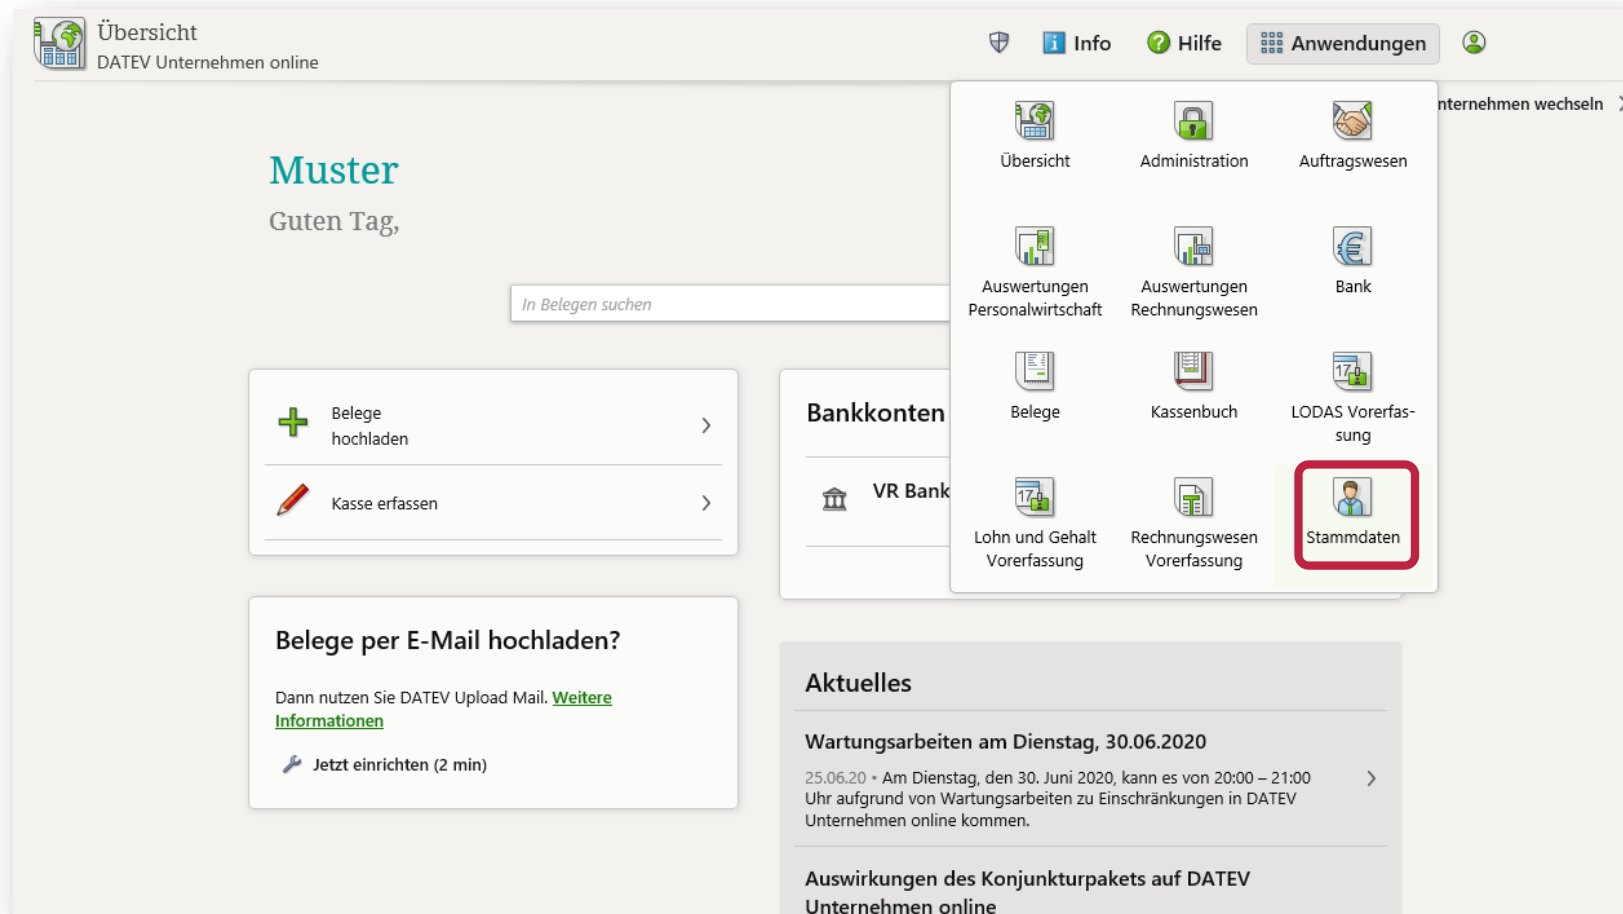 Übersicht
DATEV Unternehmen online
Info
Hilfe
Anwendungen
nternehmen wechseln
Muster
Guten Tag,
In Belegen suchen
Übersicht
Administration
Auftragswesen
Auswertungen
Personalwirtschaft
Auswertungen
Rechnungswesen
Bank
Belege
Kassenbuch
LODAS Vorerfas-
sung
Lohn und Gehalt
Vorerfassung
Rechnungswesen
Vorerfassung
Stammdaten
Belege
hochladen
Kasse erfassen
Bankkonten
VR Bank
Belege per E-Mail hochladen?
Dann nutzen Sie DATEV Upload Mail. Weitere
Informationen
Jetzt einrichten (2 min)
Aktuelles
Wartungsarbeiten am Dienstag, 30.06.2020
25.06.20 • Am Dienstag, den 30. Juni 2020, kann es von 20:00 – 21:00
Uhr aufgrund von Wartungsarbeiten zu Einschränkungen in DATEV
Unternehmen online kommen.
Auswirkungen des Konjunkturpakets auf DATEV
Unternehmen online